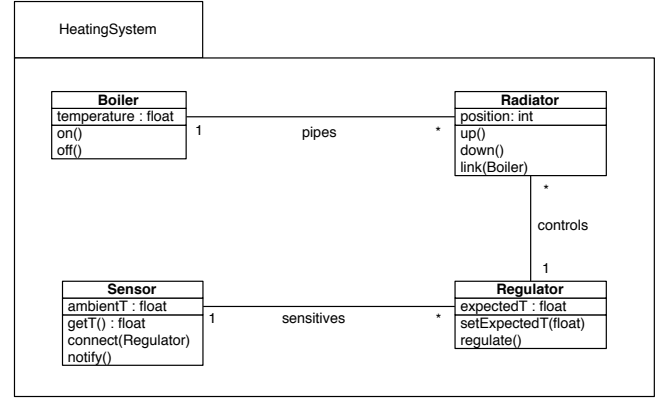 HeatingSystem
Boiler
temperature : float
on()
off()
1
pipes
*
Radiator
position: int
up()
down()
link(Boiler)
*
controls
1
Sensor
ambientT : float
getT() : float
connect(Regulator)
notify()
1
sensitives
*
Regulator
expectedT : float
setExpectedT(float)
regulate()